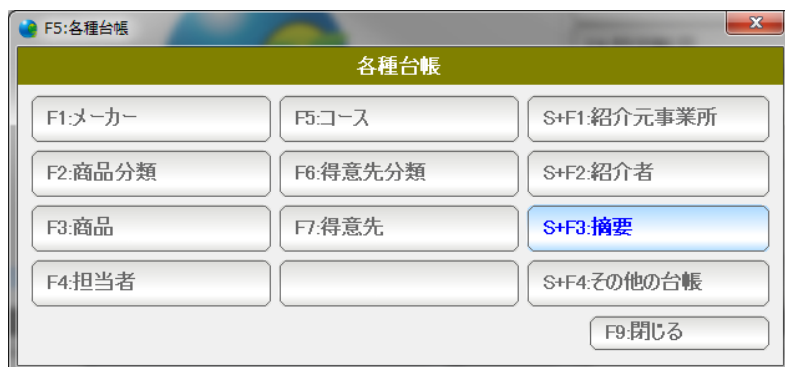 F5:各種台帳
各種台帳
F1:メーカー
F5:コース
S+F1:紹介元事業所
F2:商品分類
F6:得意先分類
S+F2:紹介者
F3:商品
F7:得意先
S+F3:摘要
F4:担当者
S+F4:その他の台帳
F9:閉じる